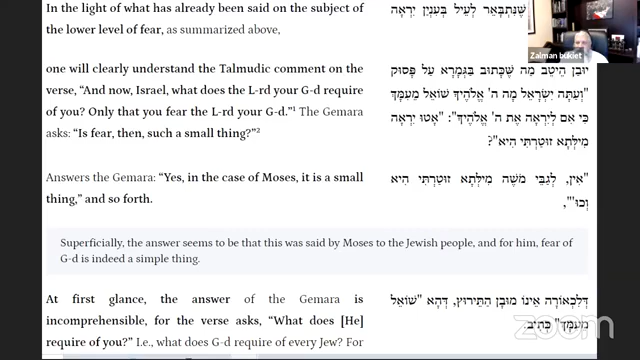 In the light of what has already been said on the subject of
the lower level of fear, as summarized above,
one will clearly understand the Talmudic comment on the
verse, “And now, Israel, what does the L-rd your G-d require
of you? Only that you fear the L-rd your G-d.”1 The Gemara
asks: “Is fear, then, such a small thing?”2
Answers the Gemara: “Yes, in the case of Moses, it is a small
thing,” and so forth.
Superficially, the answer seems to be that this was said by Moses to the Jewish people, and for him, fear of
G-d is indeed a simple thing.
At first glance, the answer of the Gemara is
incomprehensible, for the verse asks, “What does [He]
require of you?” I.e., what does G-d require of every Jew? For
שֶׁנִּתְבָּאֵר לְעֵיל בְּעִנְיַן יִרְאָה
יוּבַן הֵיטֵב מַה שֶּׁכָּתוּב בַּגְּמָרָא עַל פָּסוּק
"וְעַתָּה יִשְׂרָאֵל מָה ה' אֱלֹהֶיךָ שׁוֹאֵל מֵעִמָּךְ
כִּי אִם לְיִרְאָה אֶת ה' אֱלֹהֶיךָ": "אָטוּ יִרְאָה
מִילְּתָא זוּטַרְתִּי הִיא"?
"אִין, לְגַבֵּי מֹשֶׁה מִילְּתָא זוּטַרְתִּי הִיא
וְכוּ'",
דְּלִכְאוֹרָה אֵינוֹ מוּבָן הַתֵּירוּץ, דְּהָא "שׁוֹאֵל
מֵעִמָּךְ" כְּתִיב.
Zalman bukiet
zoom